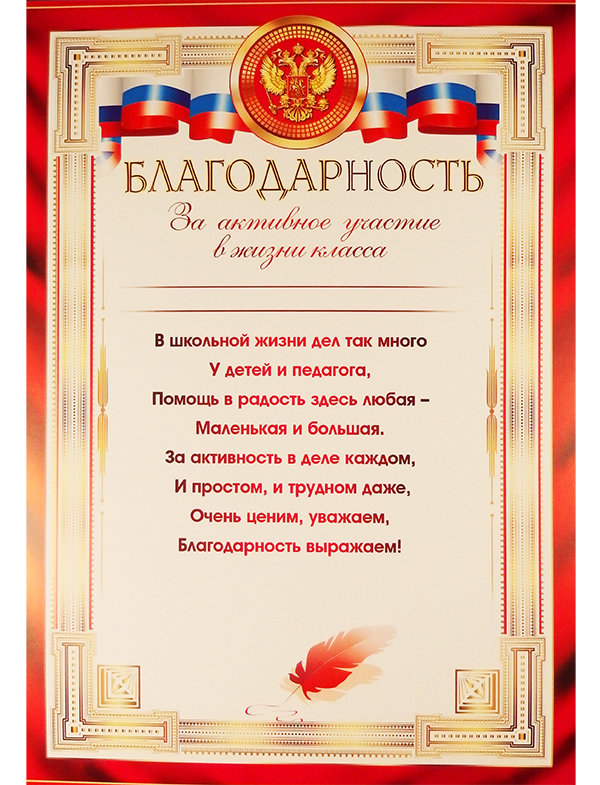 БЛАГОДАРНОСТЬ
За активное участие
в жизни класса
В школьной жизни дел так много
У детей и педагога,
Помощь в радость здесь любая –
Маленькая и большая.
За активность в деле каждом,
И простом, и трудном даже,
Очень ценим, уважаем,
Благодарность выражаем!